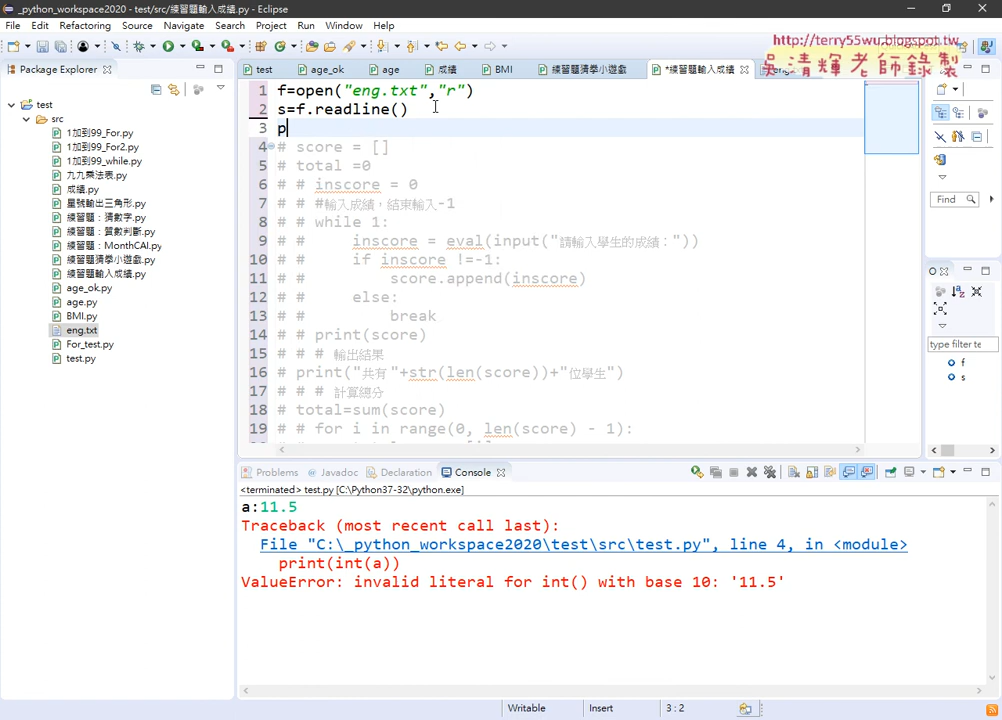 _python_workspace2020 - test/src/練習題輸入成績.py - Eclipse
File Edit Refactoring Source Navigate Search Project Run Window Help
http://terry55wu.blogspot.tw
吳清輝老師錄製
Package Explorer
test age_ok age 成績 BMI 練習題猜學小遊戲 *練習題輸入成績
test
src
1加到99_For.py
1加到99_For2.py
1加到99_while.py
九九乘法表.py
成績.py
星號輸出三角形.py
練習題：猜數字.py
練習題：質數判斷.py
練習題：MonthCAI.py
練習題猜學小遊戲.py
練習題輸入成績.py
age_ok.py
age.py
BMI.py
eng.txt
For_test.py
test.py
1 f=open("eng.txt","r")
2 s=f.readline()
3 p
4 # score = []
5 # total =0
6 # # inscore = 0
7 # # #輸入成績，結束輸入-1
8 # # while 1:
9 # #     inscore = eval(input("請輸入學生的成績："))
10 # #     if inscore !=-1:
11 # #         score.append(inscore)
12 # #     else:
13 # #         break
14 # # print(score)
15 # # # 輸出結果
16 # print("共有"+str(len(score))+"位學生")
17 # # # 計算總分
18 # total=sum(score)
19 # # for i in range(0, len(score) - 1):
Find
type filter te
f
s
Problems Javadoc Declaration Console
<terminated> test.py [C:\Python37-32\python.exe]
a:11.5
Traceback (most recent call last):
File "C:\_python_workspace2020\test\src\test.py", line 4, in <module>
print(int(a))
ValueError: invalid literal for int() with base 10: '11.5'
Writable Insert 3 : 2